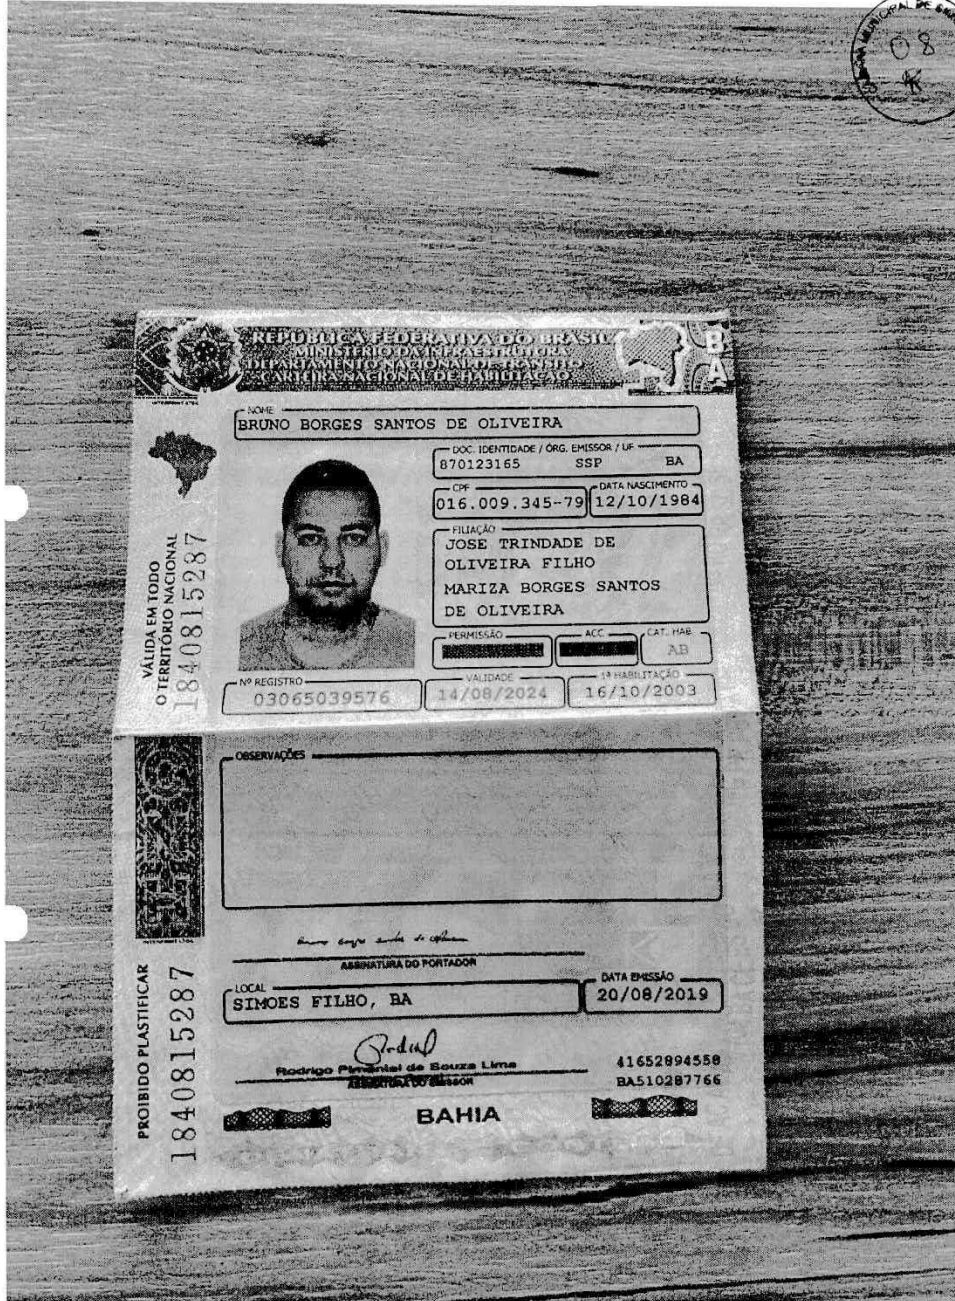 08
REPÚBLICA FEDERATIVA DO BRASIL
MINISTÉRIO DA INFRAESTRUTURA
DEPARTAMENTO NACIONAL DE TRÂNSITO
CARTEIRA NACIONAL DE HABILITAÇÃO
BA
NOME
BRUNO BORGES SANTOS DE OLIVEIRA
DOC. IDENTIDADE / ÓRG. EMISSOR / UF
870123165 SSP BA
CPF
016.009.345-79
DATA NASCIMENTO
12/10/1984
FILIAÇÃO
JOSE TRINDADE DE
OLIVEIRA FILHO
MARIZA BORGES SANTOS
DE OLIVEIRA
PERMISSÃO
ACC
CAT. HAB
AB
Nº REGISTRO
03065039576
VALIDADE
14/08/2024
1ª HABILITAÇÃO
16/10/2003
VÁLIDA EM TODO
O TERRITÓRIO NACIONAL
1840815287
OBSERVAÇÕES
ASSINATURA DO PORTADOR
LOCAL
SIMOES FILHO, BA
DATA EMISSÃO
20/08/2019
Rodrigo Pimentel de Souza Lima
ASSINATURA DO EMISSOR
41652894558
BA510287766
BAHIA
PROIBIDO PLASTIFICAR
1840815287